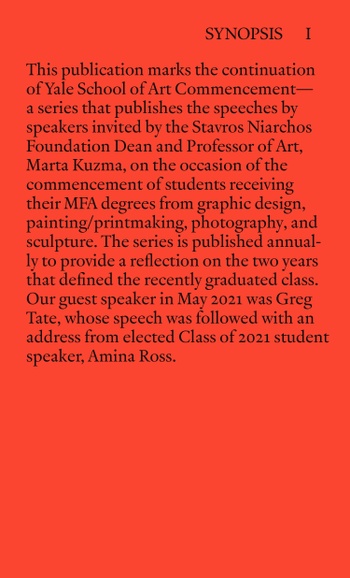 SYNOPSIS I
This publication marks the continuation
of Yale School of Art Commencement—
a series that publishes the speeches by
speakers invited by the Stavros Niarchos
Foundation Dean and Professor of Art,
Marta Kuzma, on the occasion of the
commencement of students receiving
their MFA degrees from graphic design,
painting/printmaking, photography, and
sculpture. The series is published annual-
ly to provide a reflection on the two years
that defined the recently graduated class.
Our guest speaker in May 2021 was Greg
Tate, whose speech was followed with an
address from elected Class of 2021 student
speaker, Amina Ross.